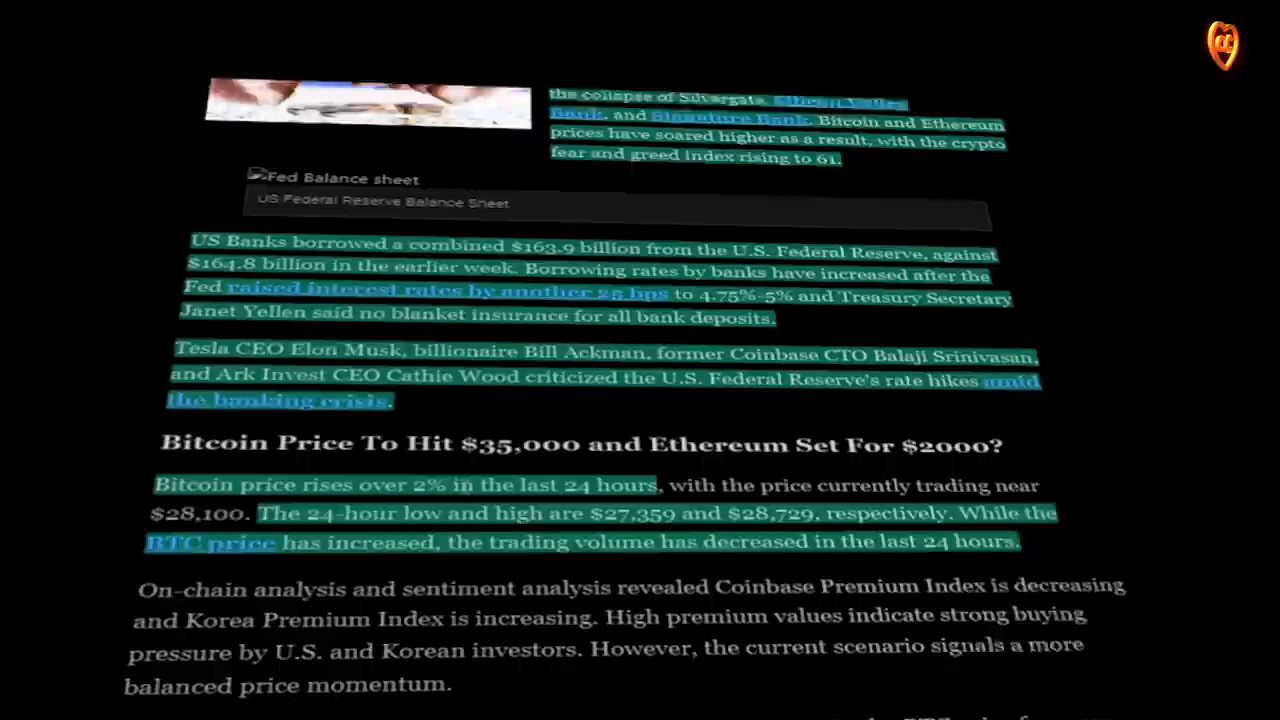 the collapse of Silvergate, Silicon Valley
Bank, and Signature Bank. Bitcoin and Ethereum
prices have soared higher as a result, with the crypto
fear and greed index rising to 61.
Fed Balance sheet
US Federal Reserve Balance Sheet
US Banks borrowed a combined $163.9 billion from the U.S. Federal Reserve, against
$164.8 billion in the earlier week. Borrowing rates by banks have increased after the
Fed raised interest rates by another 25 bps to 4.75%-5% and Treasury Secretary
Janet Yellen said no blanket insurance for all bank deposits.
Tesla CEO Elon Musk, billionaire Bill Ackman, former Coinbase CTO Balaji Srinivasan,
and Ark Invest CEO Cathie Wood criticized the U.S. Federal Reserve's rate hikes amid
the banking crisis.
Bitcoin Price To Hit $35,000 and Ethereum Set For $2000?
Bitcoin price rises over 2% in the last 24 hours, with the price currently trading near
$28,100. The 24-hour low and high are $27,359 and $28,729, respectively. While the
BTC price has increased, the trading volume has decreased in the last 24 hours.
On-chain analysis and sentiment analysis revealed Coinbase Premium Index is decreasing
and Korea Premium Index is increasing. High premium values indicate strong buying
pressure by U.S. and Korean investors. However, the current scenario signals a more
balanced price momentum.